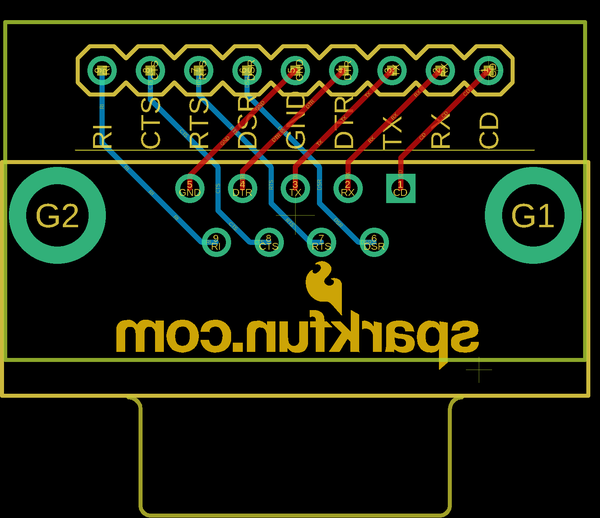 RI CTS RTS DSR GND DTR TX RX CD
5 4 3 2 1
GND DTR TX RX CD
G2 G1
9 8 7 6
RI CTS RTS DSR
sparkfun.com